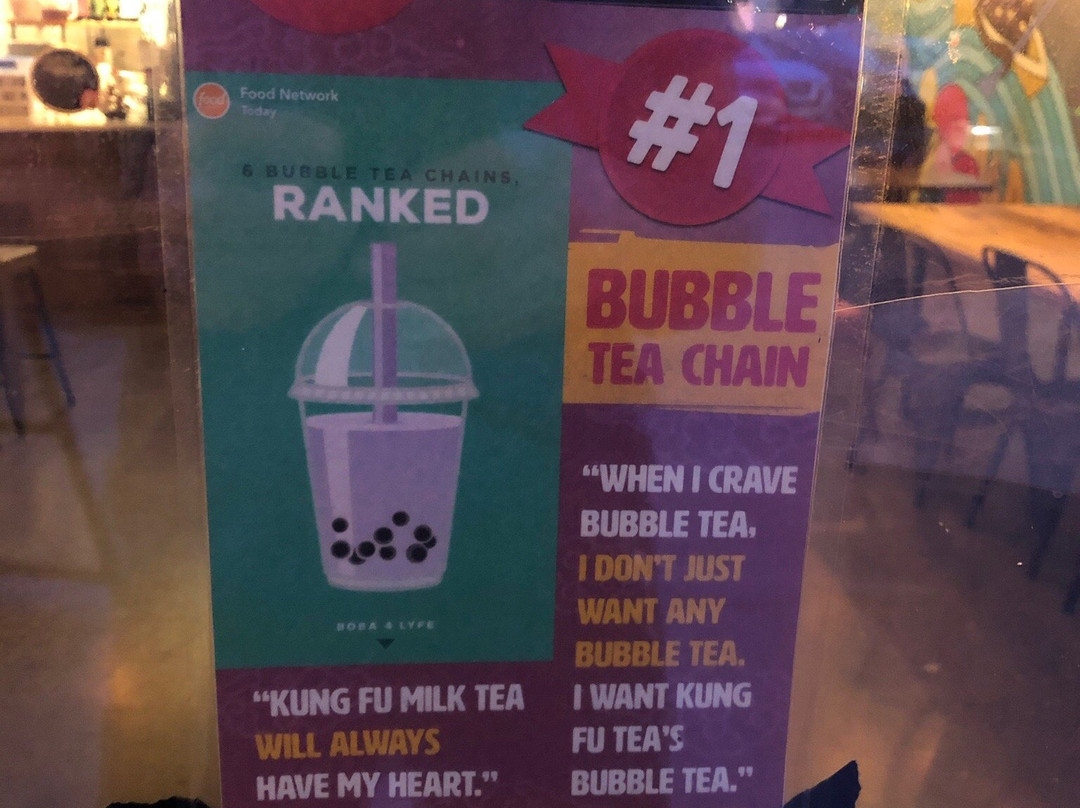 food
Food Network
Today
6 BUBBLE TEA CHAINS,
RANKED
BOBA 4 LYFE
#1
BUBBLE
TEA CHAIN
“WHEN I CRAVE
BUBBLE TEA,
I DON'T JUST
WANT ANY
BUBBLE TEA.
I WANT KUNG
FU TEA'S
BUBBLE TEA.”
“KUNG FU MILK TEA
WILL ALWAYS
HAVE MY HEART.”